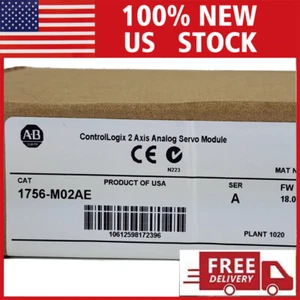 100% NEW
US STOCK
AB
ControlLogix 2 Axis Analog Servo Module
CE
N223
MAT N
CAT
PRODUCT OF USA
SER
FW
1756-M02AE
A
18.0
10612598172396
PLANT 1020
FREE
DELIVERY